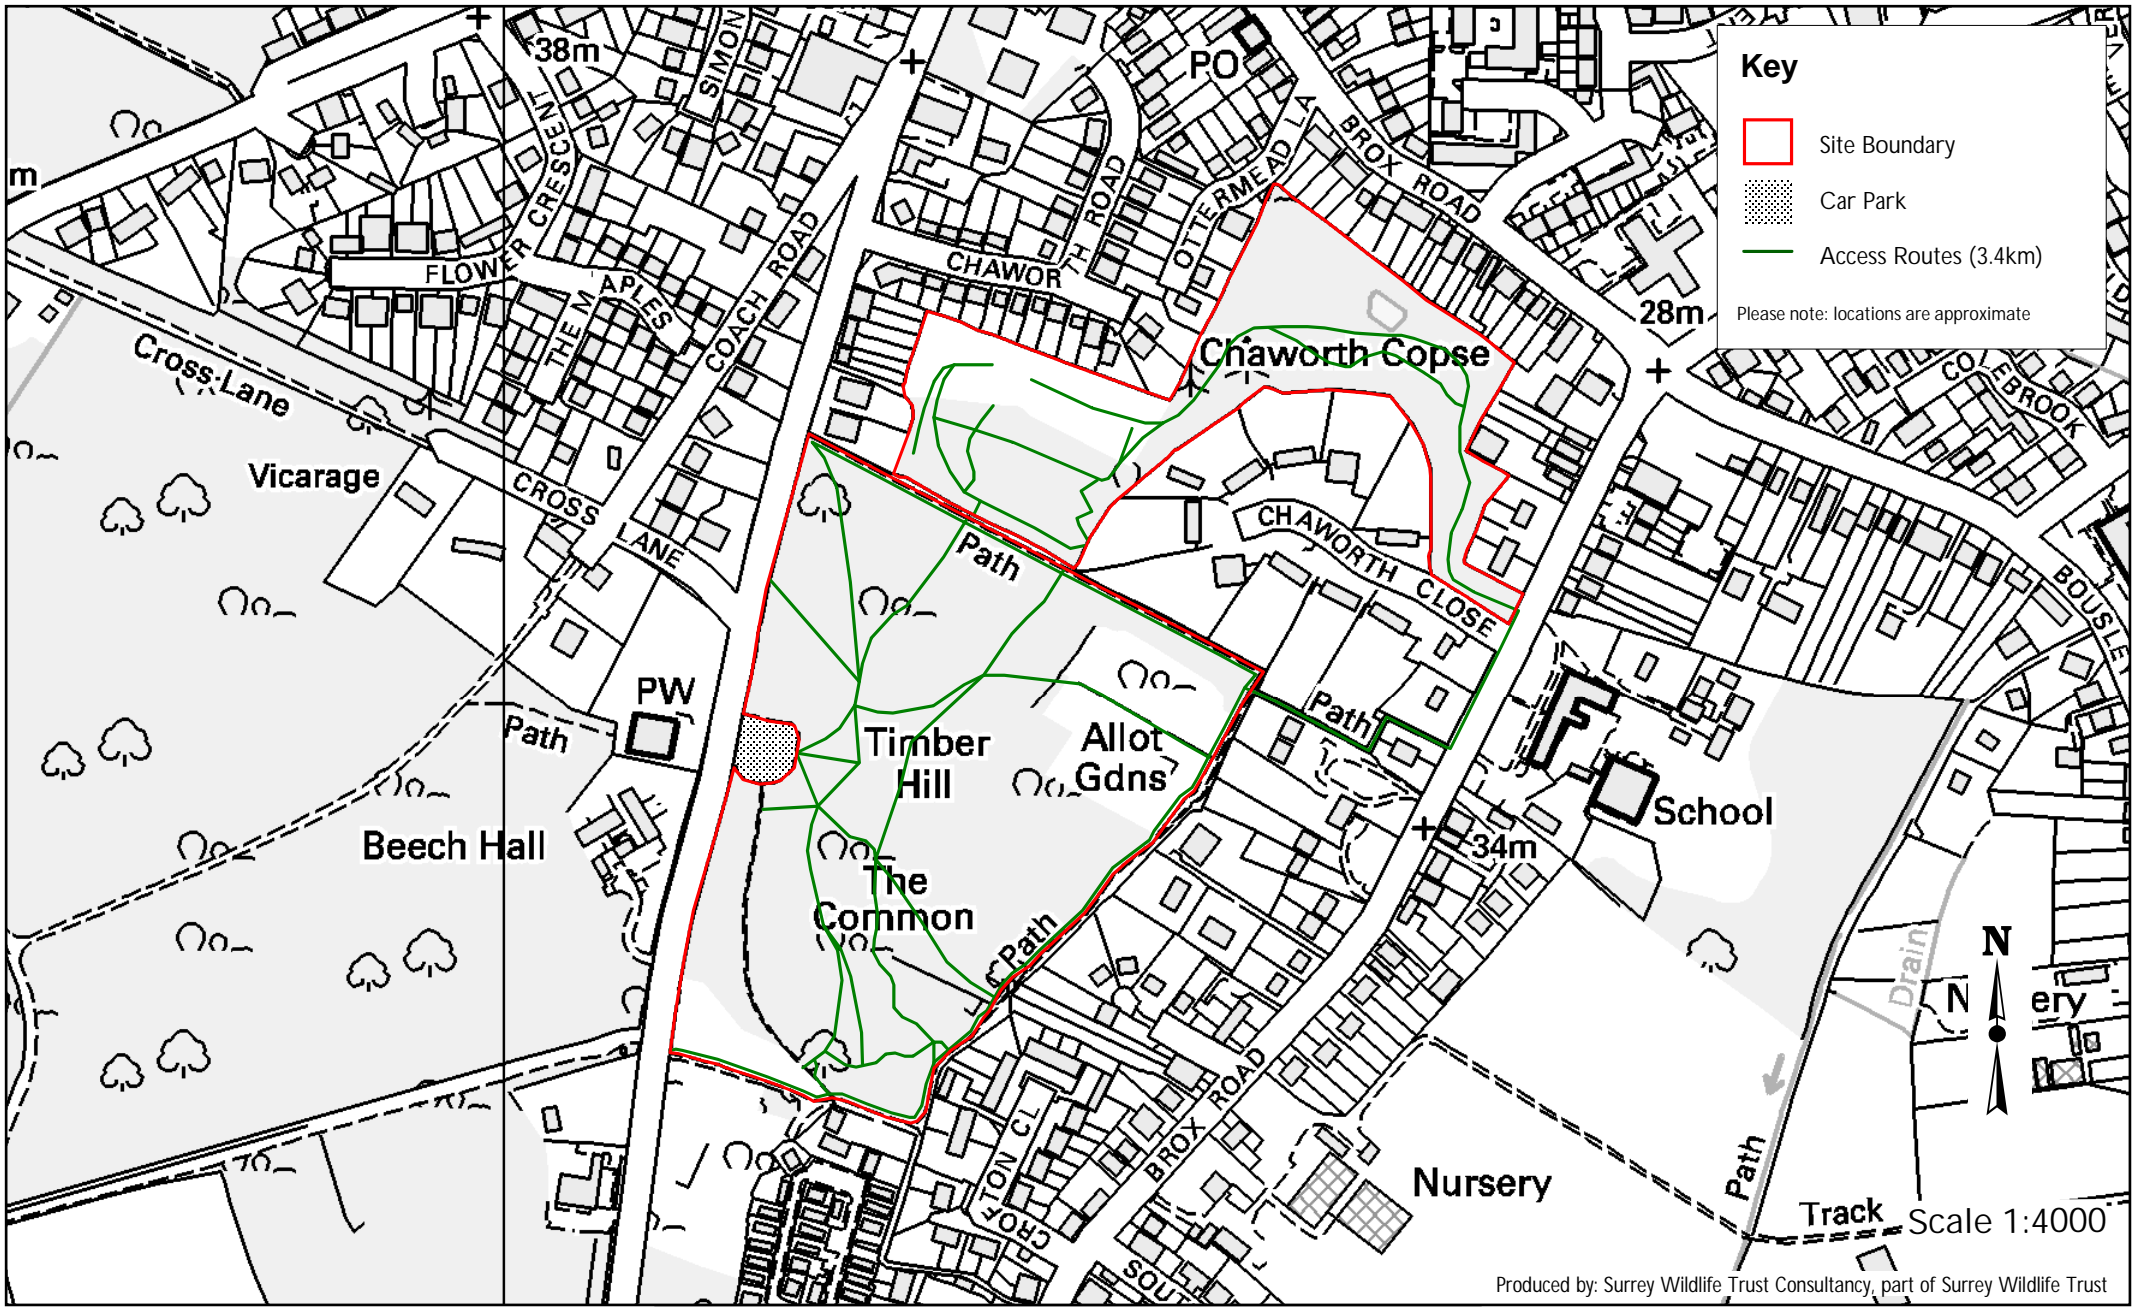 38m
SIMON
PO
BROX ROAD
OTTERMEAD LA
m
FLOWER CRESCENT
THE MAPLES
COACH ROAD
CHAWORTH ROAD
Key
Site Boundary
Car Park
Access Routes (3.4km)
Please note: locations are approximate
28m
Chaworth Copse
Cross Lane
COLEBROOK
Vicarage
CROSS LANE
Path
CHAWORTH CLOSE
BOUSLE
PW
Path
Path
Timber
Hill
Allot
Gdns
Beech Hall
School
34m
The
Common
Path
Drain
N
N ery
BROX ROAD
CROFTON CL
Nursery
Path
Track
Scale 1:4000
SOUT
Produced by: Surrey Wildlife Trust Consultancy, part of Surrey Wildlife Trust